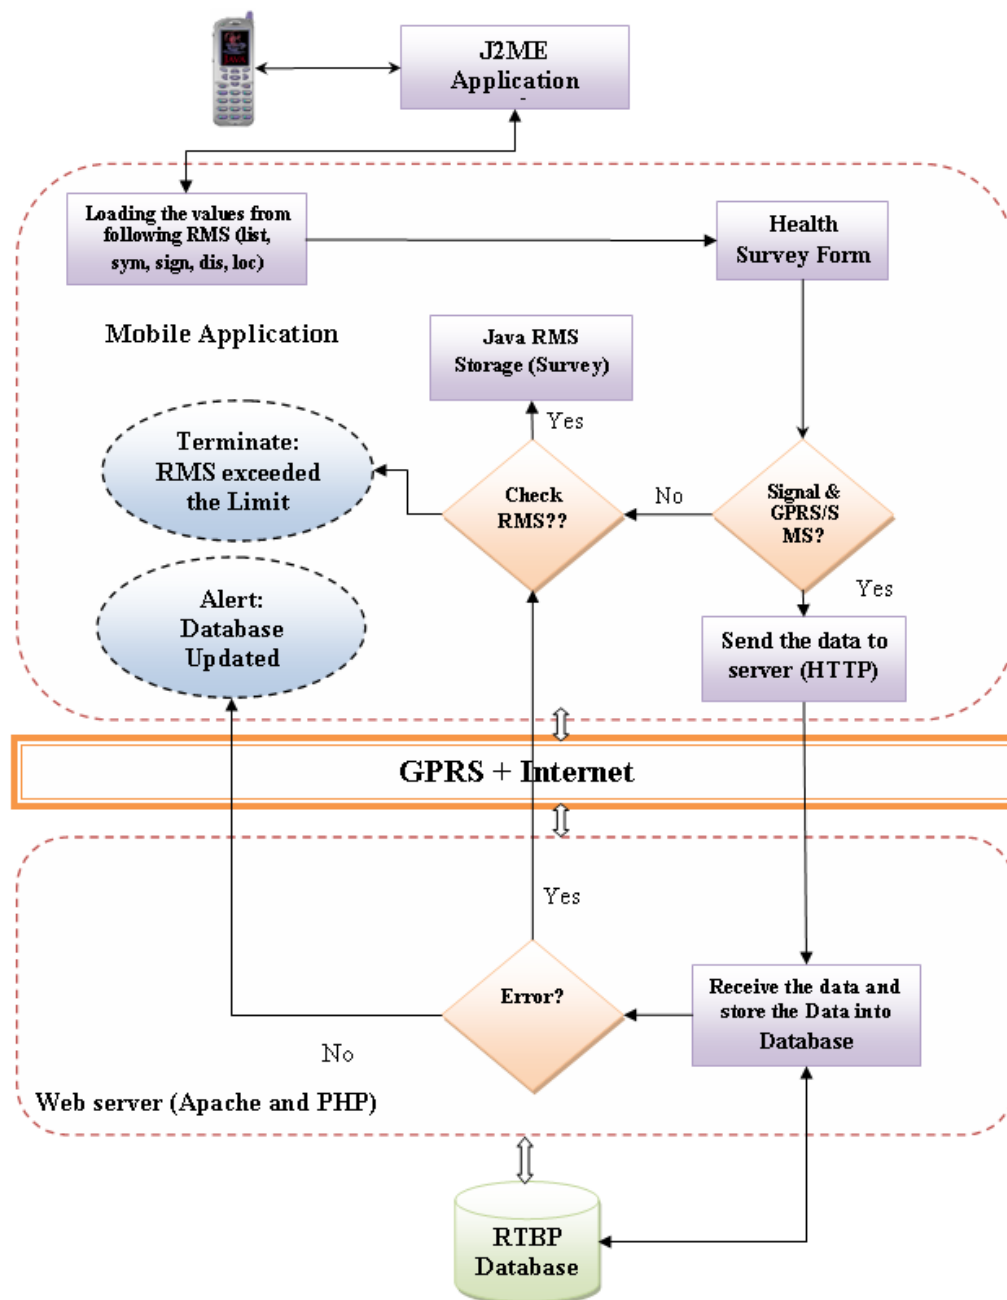 J2ME
Application
-
JAVA
Loading the values from
following RMS (list,
sym, sign, dis, loc)
Health
Survey Form
Mobile Application
Java RMS
Storage (Survey)
Yes
Terminate:
RMS exceeded
the Limit
Check
RMS??
No
Signal &
GPRS/S
MS?
Yes
Alert:
Database
Updated
Send the data to
server (HTTP)
GPRS + Internet
Yes
Error?
Receive the data and
store the Data into
Database
No
Web server (Apache and PHP)
RTBP
Database